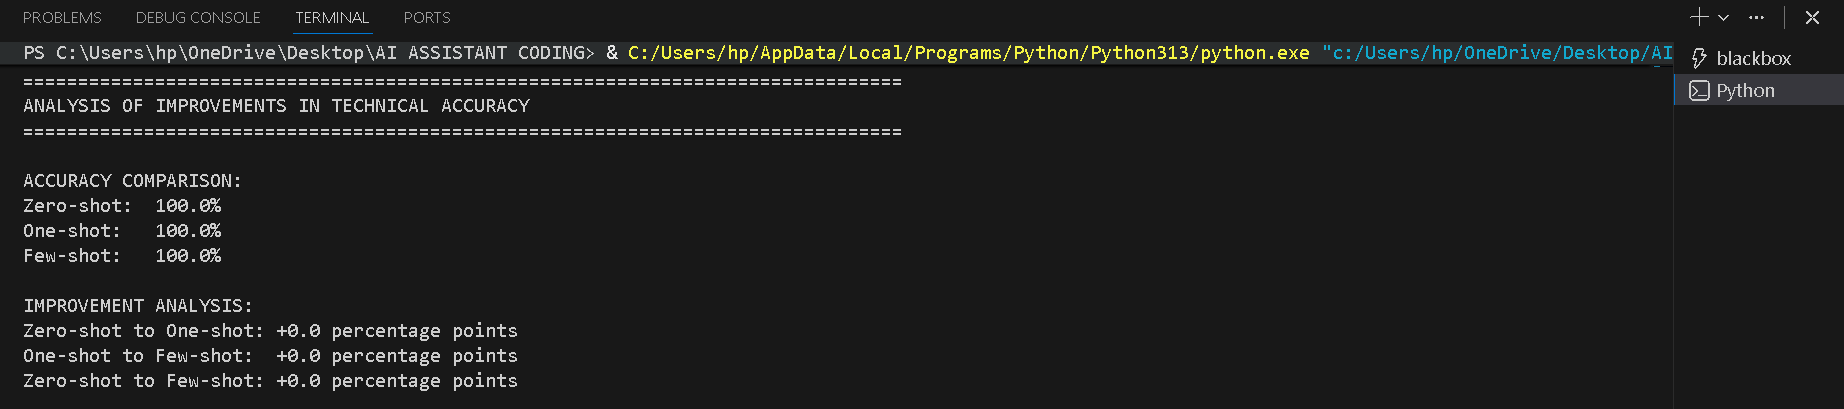 PROBLEMS DEBUG CONSOLE TERMINAL PORTS
PS C:\Users\hp\OneDrive\Desktop\AI ASSISTANT CODING> & C:/Users/hp/AppData/Local/Programs/Python/Python313/python.exe "c:/Users/hp/OneDrive/Desktop/AI
blackbox
Python
================================================================================
ANALYSIS OF IMPROVEMENTS IN TECHNICAL ACCURACY
================================================================================
ACCURACY COMPARISON:
Zero-shot: 100.0%
One-shot: 100.0%
Few-shot: 100.0%
IMPROVEMENT ANALYSIS:
Zero-shot to One-shot: +0.0 percentage points
One-shot to Few-shot: +0.0 percentage points
Zero-shot to Few-shot: +0.0 percentage points